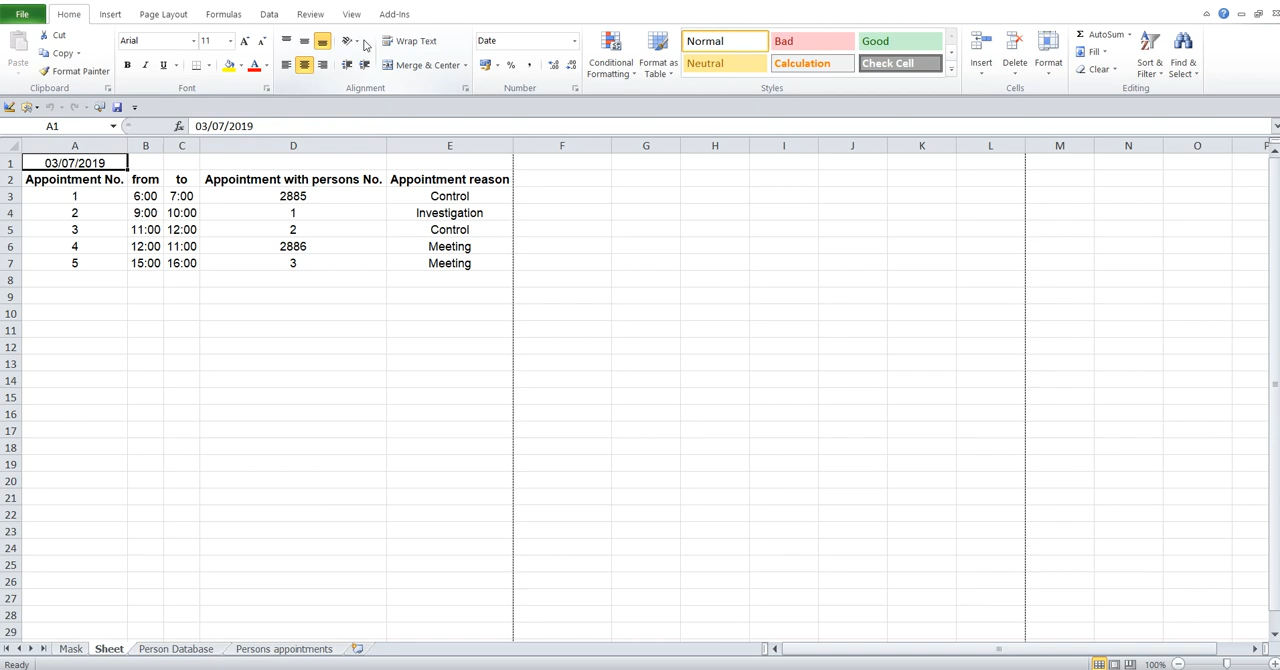 File Home Insert Page Layout Formulas Data Review View Add-Ins
Paste
Cut
Copy
Format Painter
Clipboard
Arial 11
B I U
Font
Wrap Text
Merge & Center
Alignment
Date
%
Number
Conditional Formatting
Format as Table
Normal Bad Good
Neutral Calculation Check Cell
Styles
Insert Delete Format
Cells
Σ AutoSum
Fill
Clear
Sort & Filter
Find & Select
Editing
A1 fx 03/07/2019
A B C D E F G H I J K L M N O P
1 03/07/2019
2 Appointment No. from to Appointment with persons No. Appointment reason
3 1 6:00 7:00 2885 Control
4 2 9:00 10:00 1 Investigation
5 3 11:00 12:00 2 Control
6 4 12:00 11:00 2886 Meeting
7 5 15:00 16:00 3 Meeting
8
9
10
11
12
13
14
15
16
17
18
19
20
21
22
23
24
25
26
27
28
29
Mask Sheet Person Database Persons appointments
Ready 100%